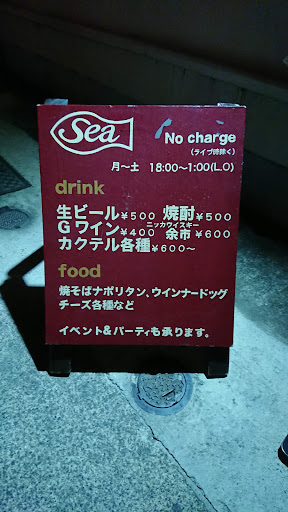 Sea
No charge
(ライブ時除く)
月～土 18:00～1:00(L.O)
drink
生ビール¥500 焼酎¥500
ニッカウイスキー
Gワイン¥400 余市¥600
カクテル各種¥600～
food
焼そばナポリタン、ウインナードッグ
チーズ各種など
イベント&パーティも承ります。